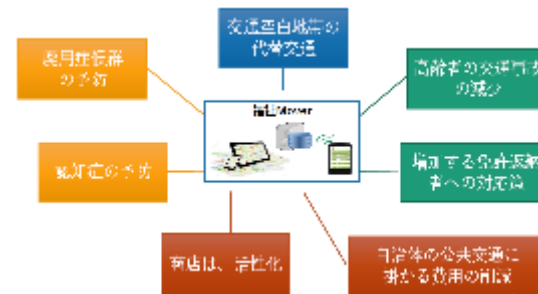 交通空白地帯の
代替交通
廃用症候群
の予防
高齢者の交通事故
の減少
福祉Mover
認知症の予防
増加する免許返納
者への対応策
商店は、活性化
自治体の公共交通に
掛かる費用の削減